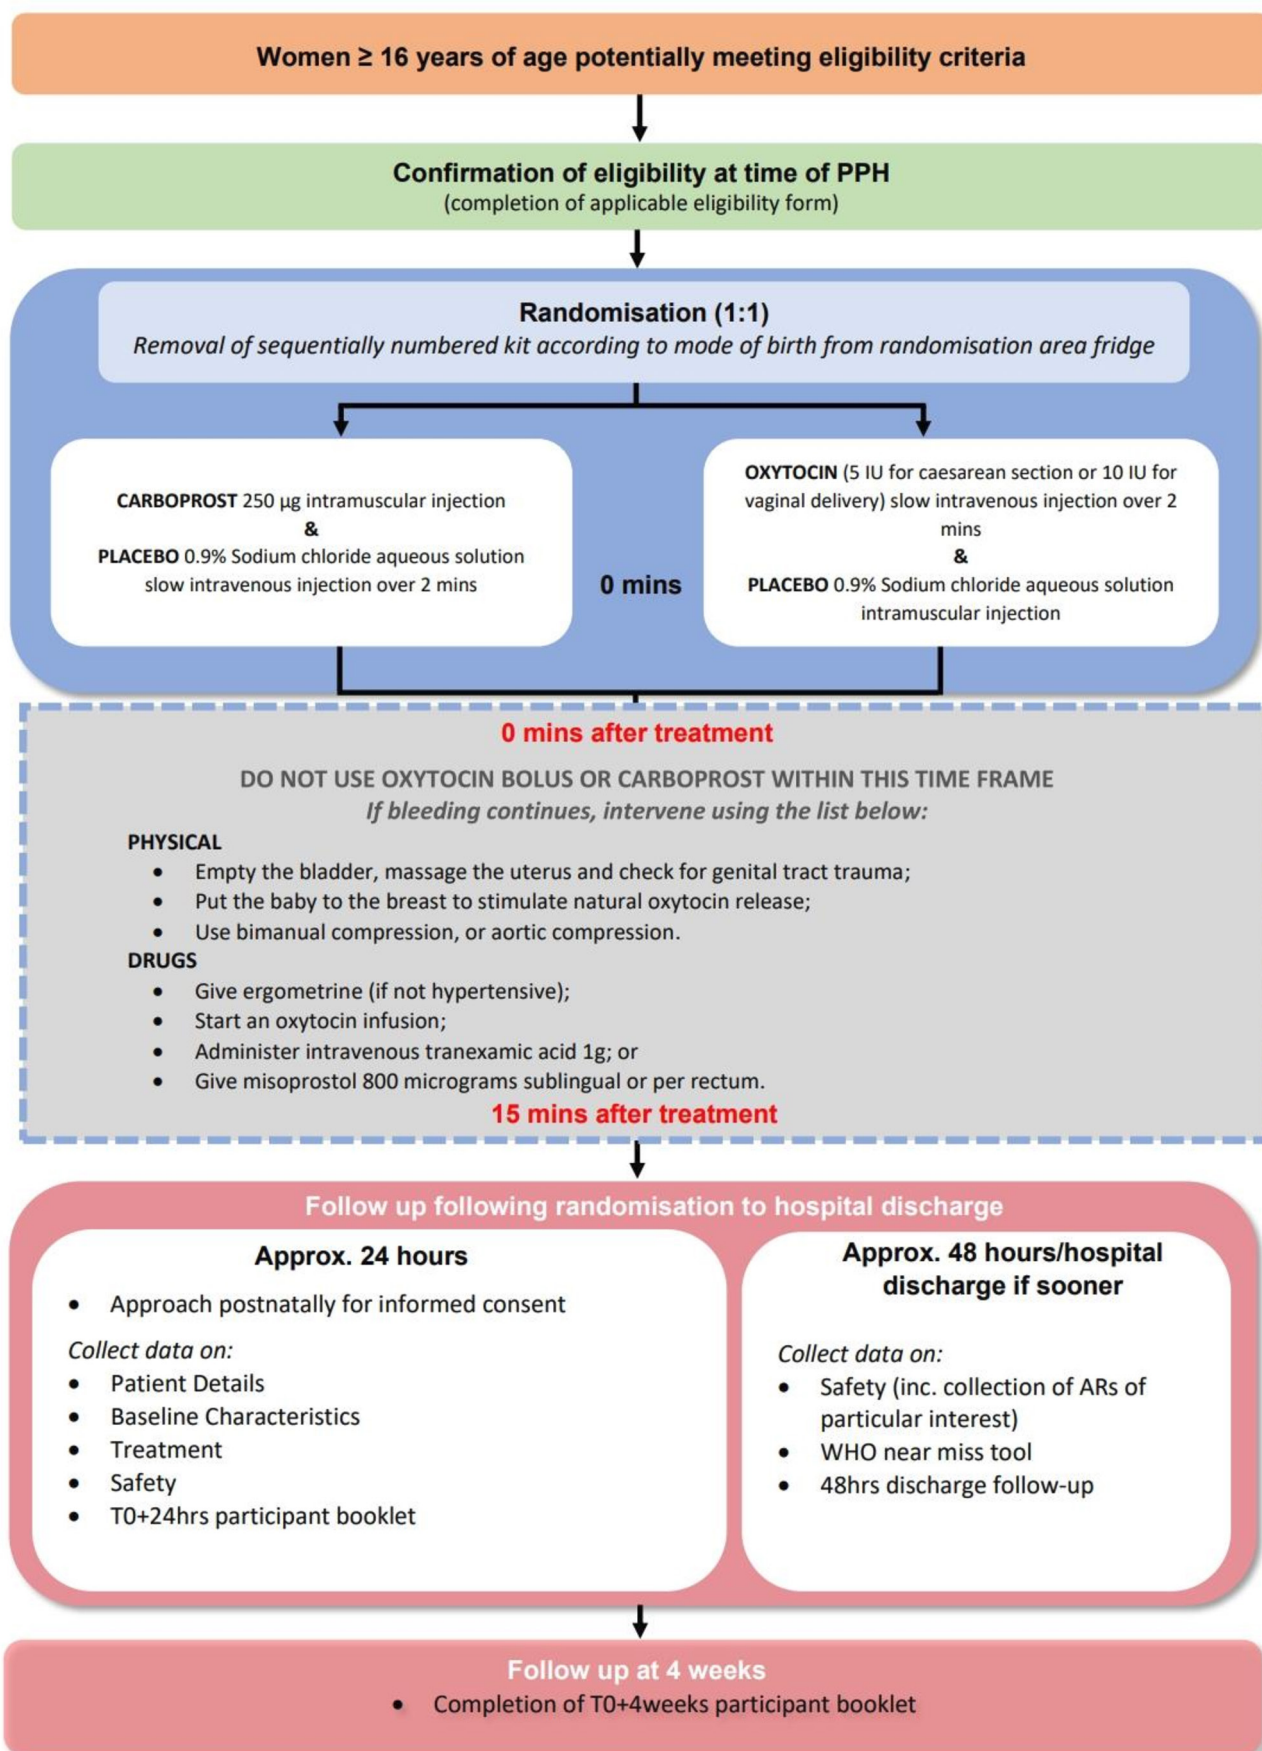 Women ≥ 16 years of age potentially meeting eligibility criteria
Confirmation of eligibility at time of PPH
(completion of applicable eligibility form)
Randomisation (1:1)
Removal of sequentially numbered kit according to mode of birth from randomisation area fridge
CARBOPROST 250 µg intramuscular injection
&
PLACEBO 0.9% Sodium chloride aqueous solution
slow intravenous injection over 2 mins
0 mins
OXYTOCIN (5 IU for caesarean section or 10 IU for
vaginal delivery) slow intravenous injection over 2
mins
&
PLACEBO 0.9% Sodium chloride aqueous solution
intramuscular injection
0 mins after treatment
DO NOT USE OXYTOCIN BOLUS OR CARBOPROST WITHIN THIS TIME FRAME
If bleeding continues, intervene using the list below:
PHYSICAL
• Empty the bladder, massage the uterus and check for genital tract trauma;
• Put the baby to the breast to stimulate natural oxytocin release;
• Use bimanual compression, or aortic compression.
DRUGS
• Give ergometrine (if not hypertensive);
• Start an oxytocin infusion;
• Administer intravenous tranexamic acid 1g; or
• Give misoprostol 800 micrograms sublingual or per rectum.
15 mins after treatment
Follow up following randomisation to hospital discharge
Approx. 24 hours
• Approach postnatally for informed consent
Collect data on:
• Patient Details
• Baseline Characteristics
• Treatment
• Safety
• T0+24hrs participant booklet
Approx. 48 hours/hospital
discharge if sooner
Collect data on:
• Safety (inc. collection of ARs of
particular interest)
• WHO near miss tool
• 48hrs discharge follow-up
Follow up at 4 weeks
• Completion of T0+4weeks participant booklet